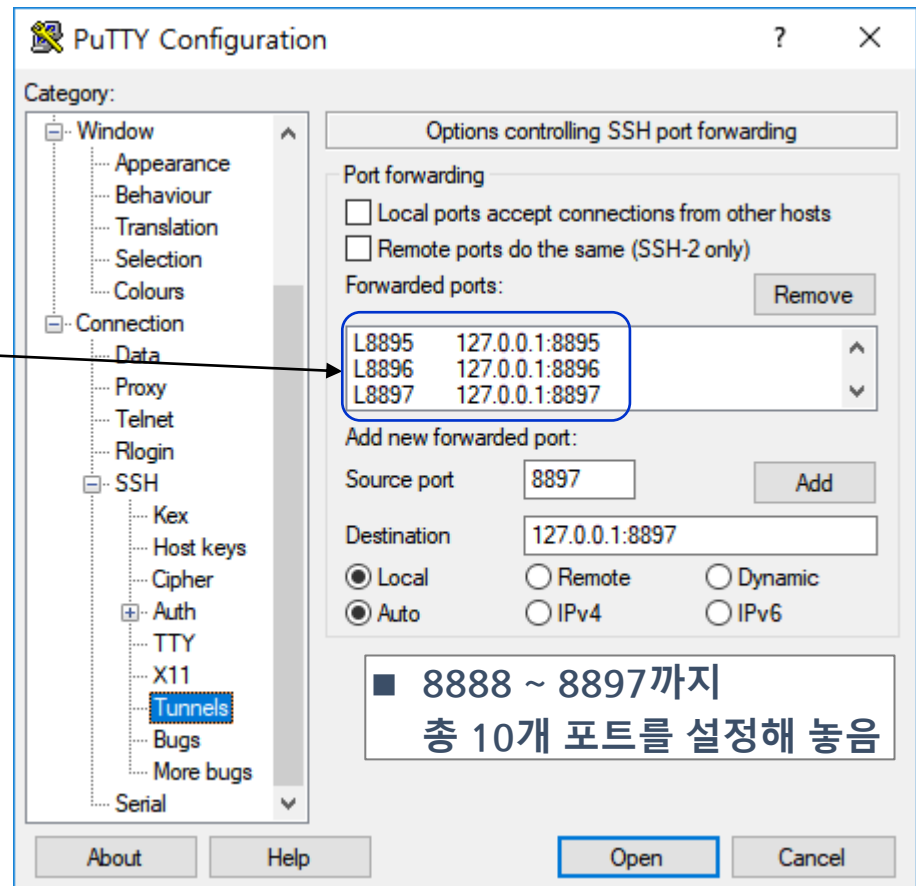 PuTTY Configuration
?
Category:
Window
Appearance
Behaviour
Translation
Selection
Colours
Connection
Data
Proxy
Telnet
Rlogin
SSH
Kex
Host keys
Cipher
Auth
TTY
X11
Tunnels
Bugs
More bugs
Serial
Options controlling SSH port forwarding
Port forwarding
Local ports accept connections from other hosts
Remote ports do the same (SSH-2 only)
Forwarded ports:
Remove
L8895 127.0.0.1:8895
L8896 127.0.0.1:8896
L8897 127.0.0.1:8897
Add new forwarded port:
Source port 8897 Add
Destination 127.0.0.1:8897
Local Remote Dynamic
Auto IPv4 IPv6
■ 8888 ~ 8897까지
총 10개 포트를 설정해 놓음
About Help Open Cancel